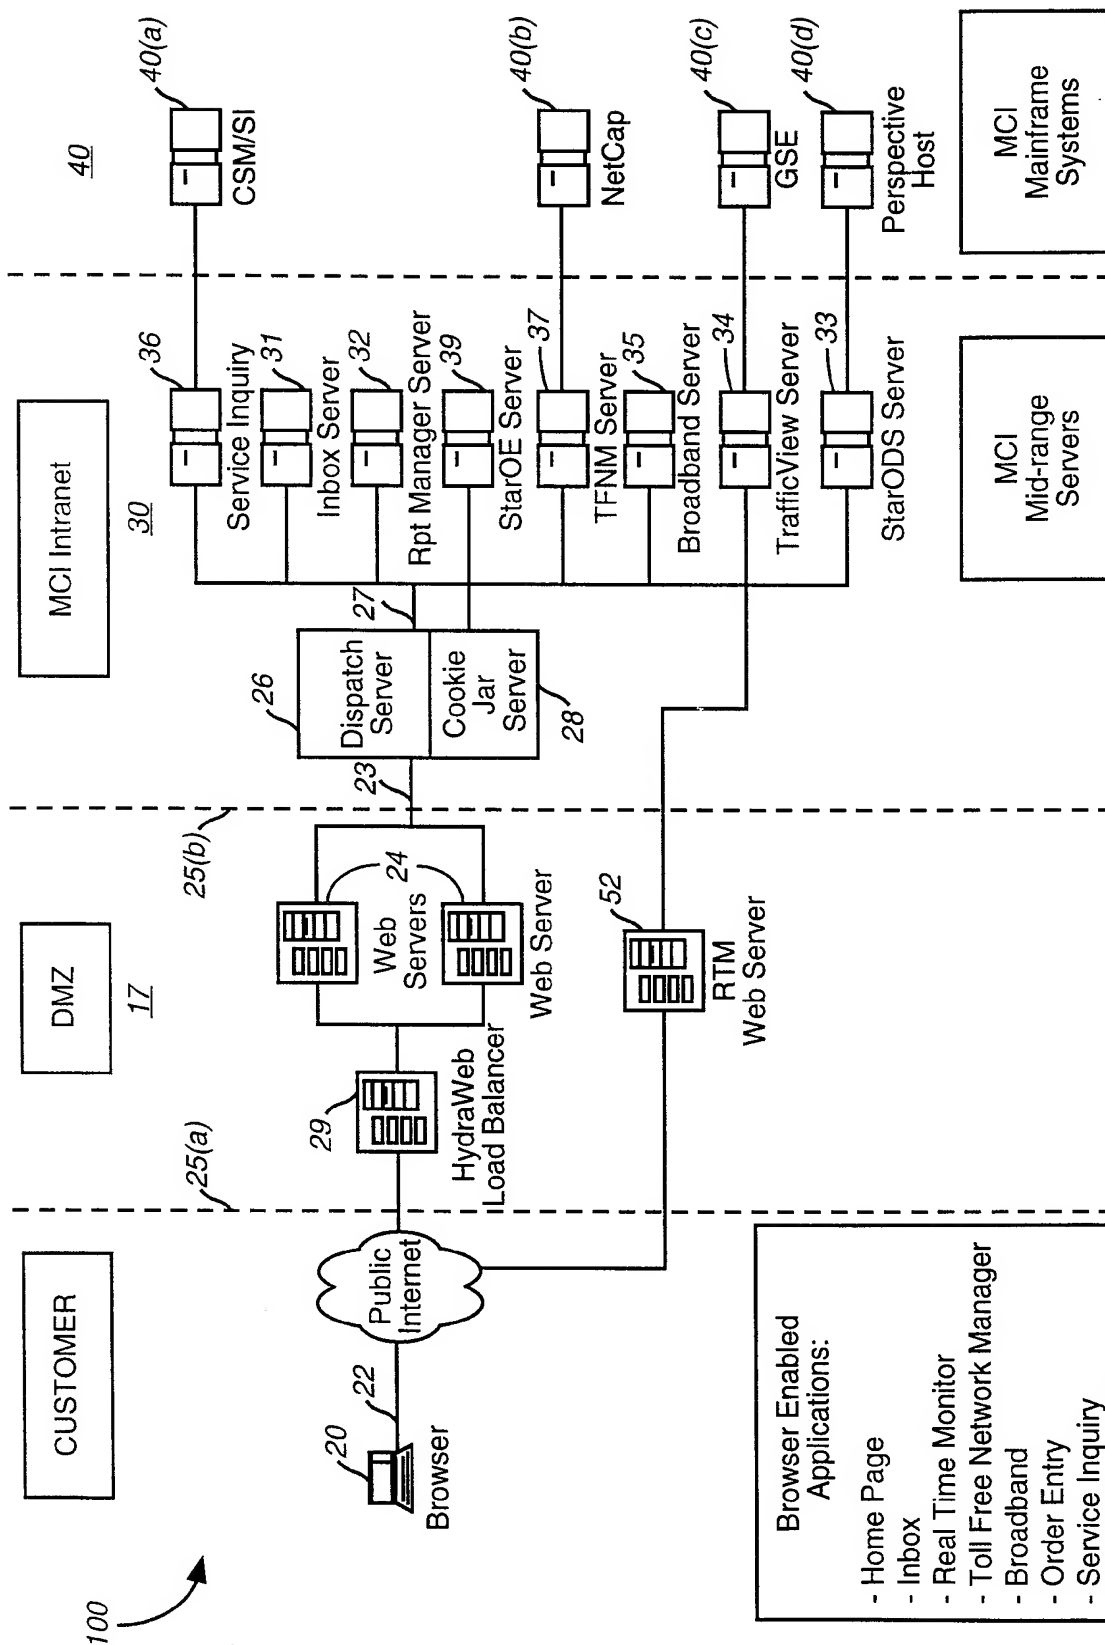 100
CUSTOMER
DMZ
17
MCI Intranet
30
40
25(a)
25(b)
20
Browser
22
Public
Internet
29
HydraWeb
Load Balancer
24
Web
Servers
Web Server
52
RTM
Web Server
23
26
Dispatch
Server
Cookie
Jar
Server
28
27
36
Service Inquiry
31
Inbox Server
32
Rpt Manager Server
39
StarOE Server
37
TFNM Server
35
Broadband Server
34
TrafficView Server
33
StarODS Server
40(a)
CSM/SI
40(b)
NetCap
40(c)
GSE
40(d)
Perspective
Host
Browser Enabled
Applications:
- Home Page
- Inbox
- Real Time Monitor
- Toll Free Network Manager
- Broadband
- Order Entry
- Service Inquiry
MCI
Mid-range
Servers
MCI
Mainframe
Systems